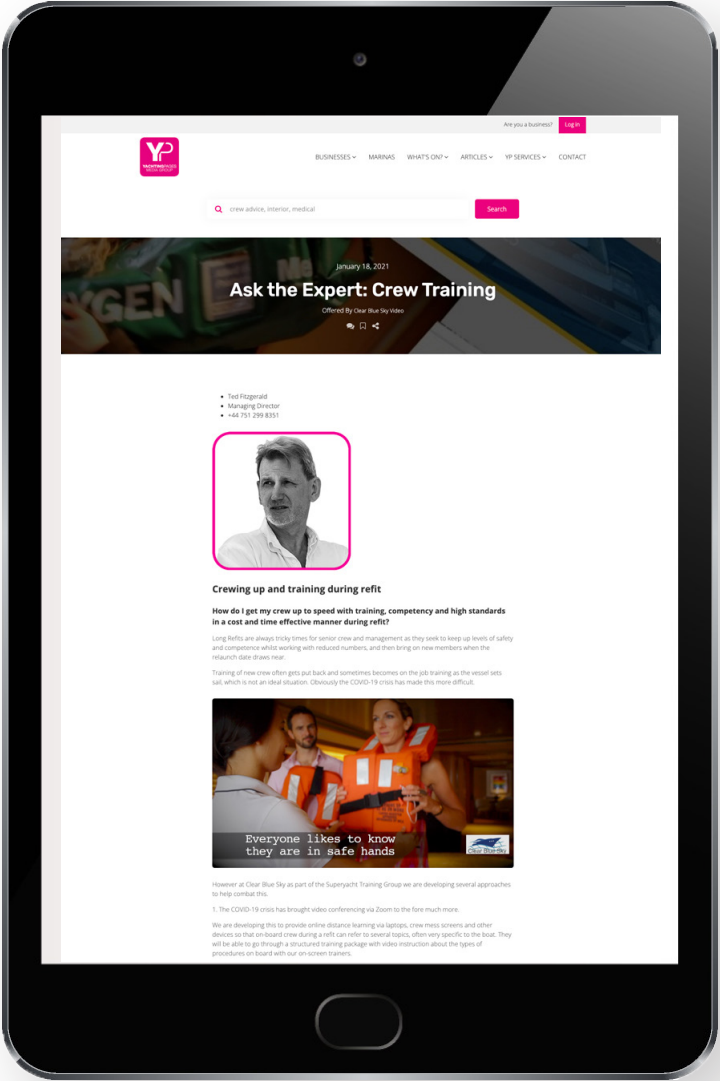 Are you a business?
Log In
YP
YACHTINGPAGES
MEDIA GROUP
BUSINESSES
MARINAS
WHAT'S ON?
ARTICLES
YP SERVICES
CONTACT
crew advice, interior, medical
Search
YGEN
Me
January 18, 2021
Ask the Expert: Crew Training
Offered By Clear Blue Sky Video
• Ted Fitzgerald
• Managing Director
• +44 751 299 8351
Crewing up and training during refit
How do I get my crew up to speed with training, competency and high standards
in a cost and time effective manner during refit?
Long Refits are always tricky times for senior crew and management as they seek to keep up levels of safety
and competence whilst working with reduced numbers, and then bring on new members when the
relaunch date draws near.
Training of new crew often gets put back and sometimes becomes on the job training as the vessel sets
sail, which is not an ideal situation. Obviously the COVID-19 crisis has made this more difficult.
Everyone likes to know
they are in safe hands
Clear Blue Sky
However at Clear Blue Sky as part of the Superyacht Training Group we are developing several approaches
to help combat this.
1. The COVID-19 crisis has brought video conferencing via Zoom to the fore much more.
We are developing this to provide online distance learning via laptops, crew mess screens and other
devices so that on-board crew during a refit can refer to several topics, often very specific to the boat. They
will be able to go through a structured training package with video instruction about the types of
procedures on board with our on-screen trainers.